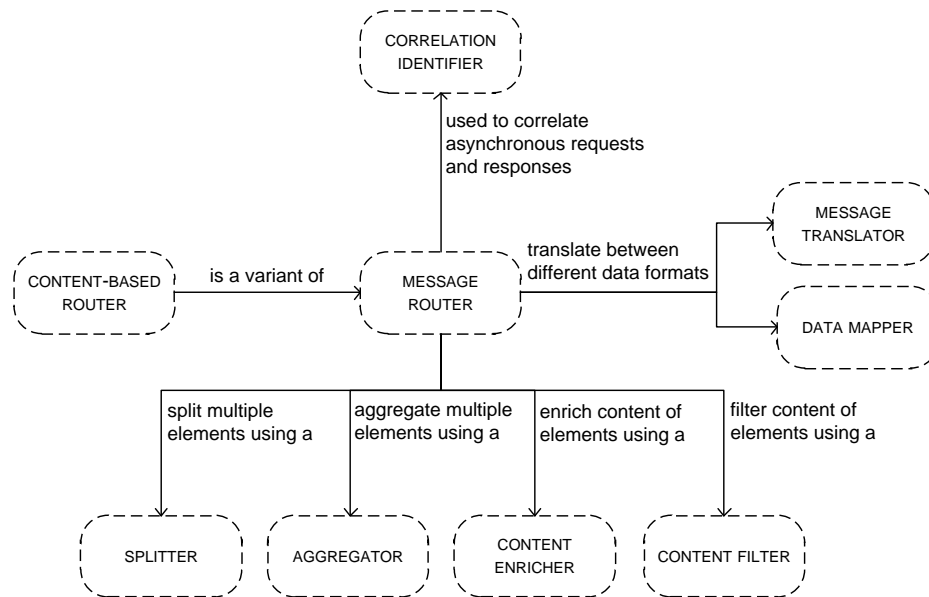 CORRELATION
IDENTIFIER
used to correlate
asynchronous requests
and responses
MESSAGE
TRANSLATOR
translate between
different data formats
is a variant of
CONTENT-BASED
ROUTER
MESSAGE
ROUTER
DATA MAPPER
split multiple
elements using a
aggregate multiple
elements using a
enrich content of
elements using a
filter content of
elements using a
SPLITTER
AGGREGATOR
CONTENT
ENRICHER
CONTENT FILTER